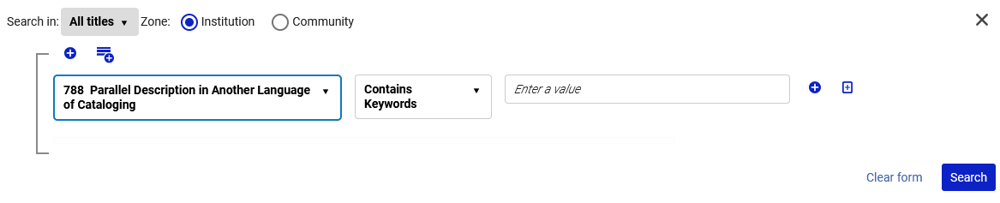 Search in: All titles Zone: Institution Community
788 Parallel Description in Another Language
of Cataloging
Contains
Keywords
Enter a value
Clear form Search